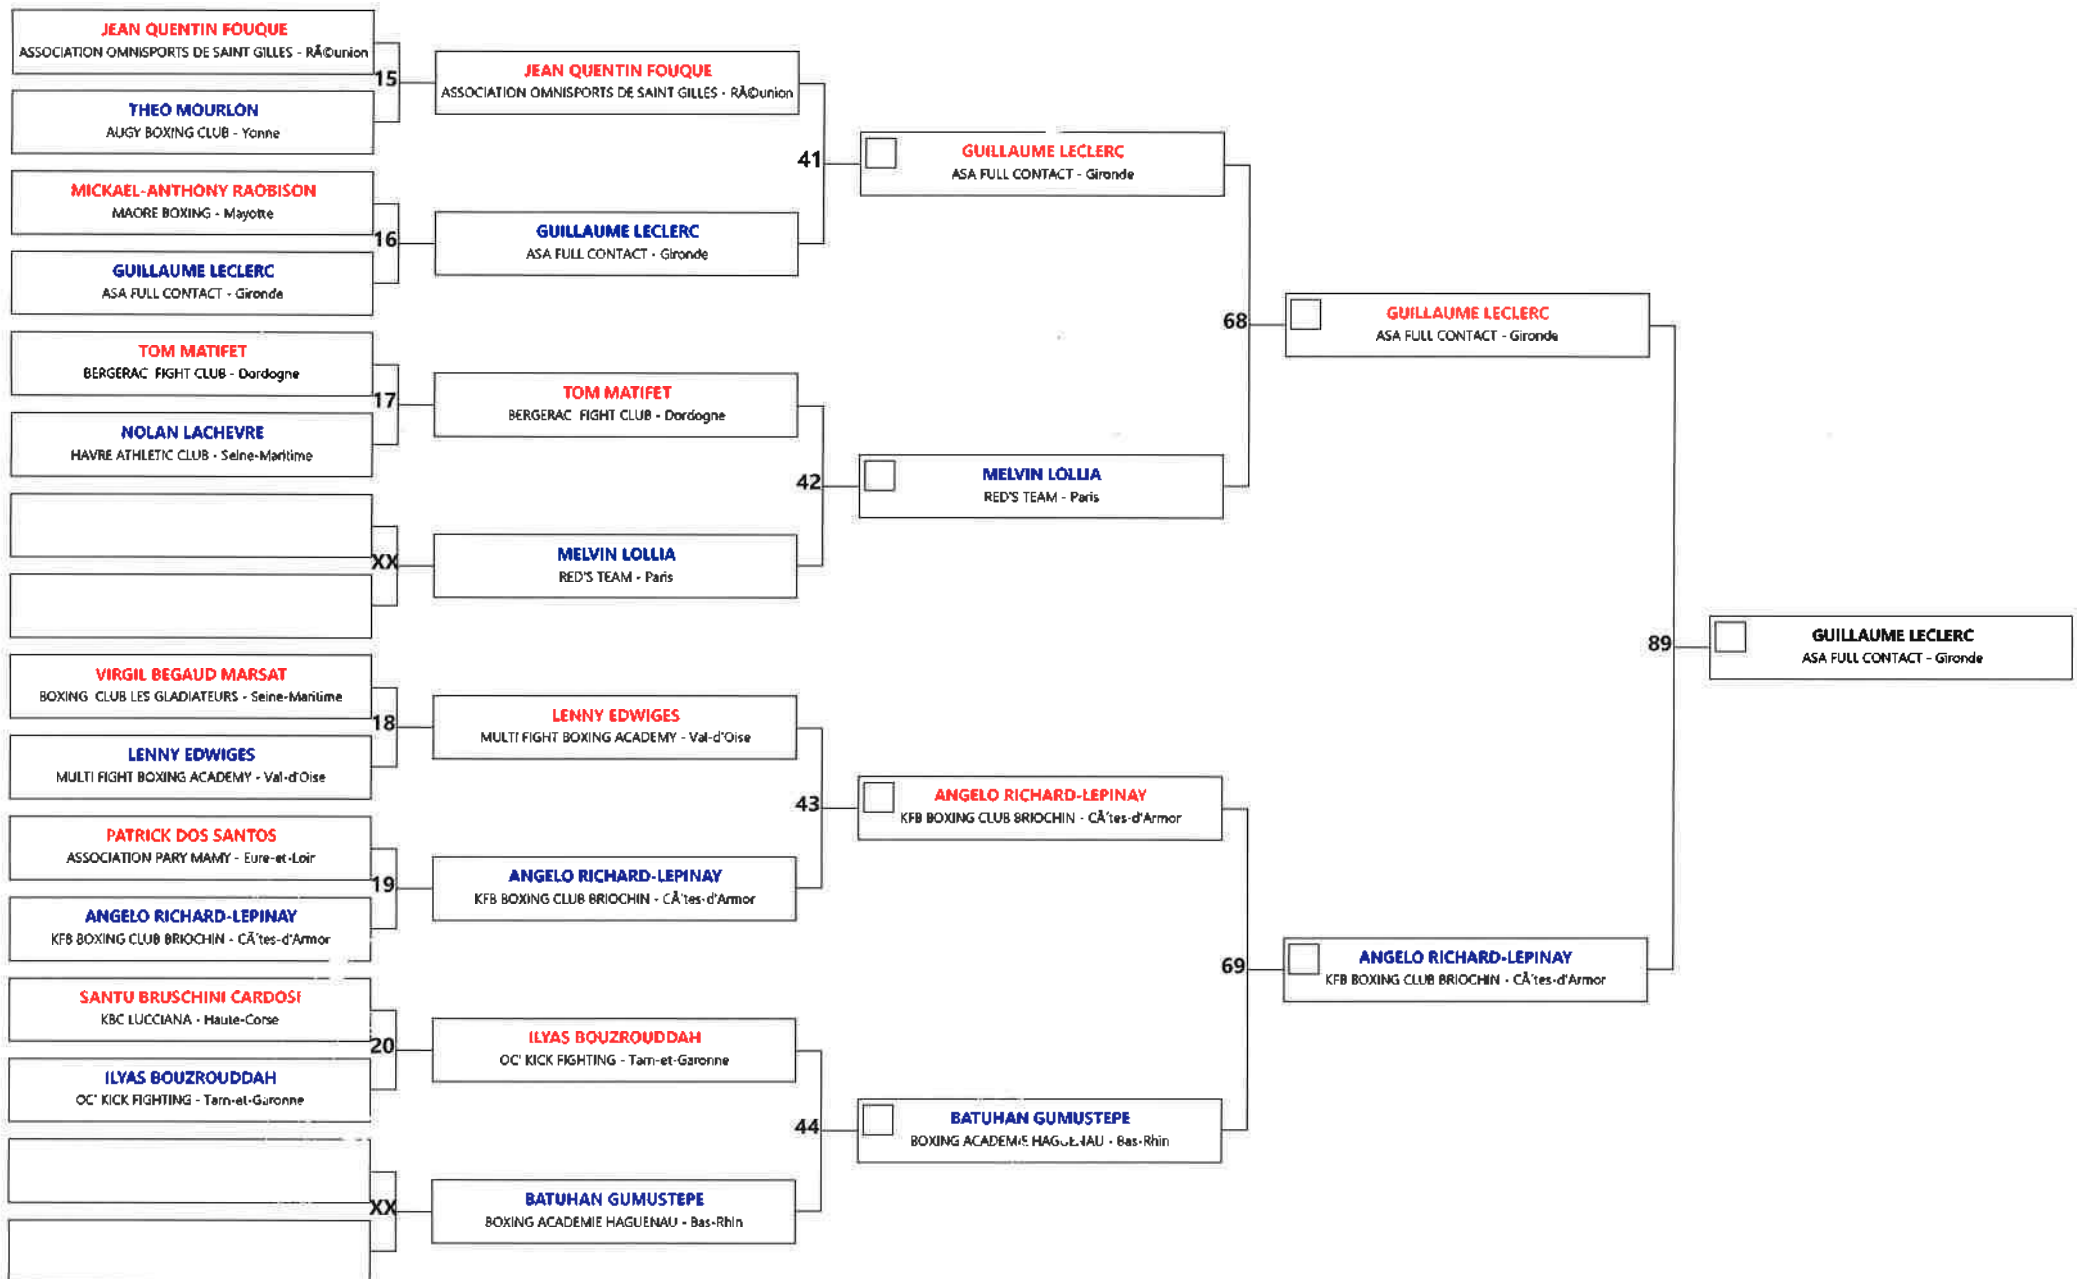 JEAN QUENTIN FOUQUE
ASSOCIATION OMNISPORTS DE SAINT GILLES - RÃ©union
15
THEO MOURLON
AUGY BOXING CLUB - Yonne
MICKAEL-ANTHONY RAOBISON
MAORE BOXING - Mayotte
16
GUILLAUME LECLERC
ASA FULL CONTACT - Gironde
TOM MATIFET
BERGERAC FIGHT CLUB - Dordogne
17
NOLAN LACHEVRE
HAVRE ATHLETIC CLUB - Seine-Maritime
XX
VIRGIL BEGAUD MARSAT
BOXING CLUB LES GLADIATEURS - Seine-Maritime
18
LENNY EDWIGES
MULTI FIGHT BOXING ACADEMY - Val-d'Oise
PATRICK DOS SANTOS
ASSOCIATION PARY MAMY - Eure-et-Loir
19
ANGELO RICHARD-LEPINAY
KFB BOXING CLUB BRIOCHIN - CÃ´tes-d'Armor
SANTU BRUSCHINI CARDOSI
KBC LUCCIANA - Haute-Corse
20
ILYAS BOUZROUDDAH
OC' KICK FIGHTING - Tarn-et-Garonne
XX
JEAN QUENTIN FOUQUE
ASSOCIATION OMNISPORTS DE SAINT GILLES - RÃ©union
41
GUILLAUME LECLERC
ASA FULL CONTACT - Gironde
TOM MATIFET
BERGERAC FIGHT CLUB - Dordogne
42
MELVIN LOLLIA
RED'S TEAM - Paris
LENNY EDWIGES
MULTI FIGHT BOXING ACADEMY - Val-d'Oise
43
ANGELO RICHARD-LEPINAY
KFB BOXING CLUB BRIOCHIN - CÃ´tes-d'Armor
ILYAS BOUZROUDDAH
OC' KICK FIGHTING - Tarn-et-Garonne
44
BATUHAN GUMUSTEPE
BOXING ACADEMIE HAGUENAU - Bas-Rhin
GUILLAUME LECLERC
ASA FULL CONTACT - Gironde
68
MELVIN LOLLIA
RED'S TEAM - Paris
ANGELO RICHARD-LEPINAY
KFB BOXING CLUB BRIOCHIN - CÃ´tes-d'Armor
69
BATUHAN GUMUSTEPE
BOXING ACADEMIE HAGUENAU - Bas-Rhin
GUILLAUME LECLERC
ASA FULL CONTACT - Gironde
89
ANGELO RICHARD-LEPINAY
KFB BOXING CLUB BRIOCHIN - CÃ´tes-d'Armor
GUILLAUME LECLERC
ASA FULL CONTACT - Gironde